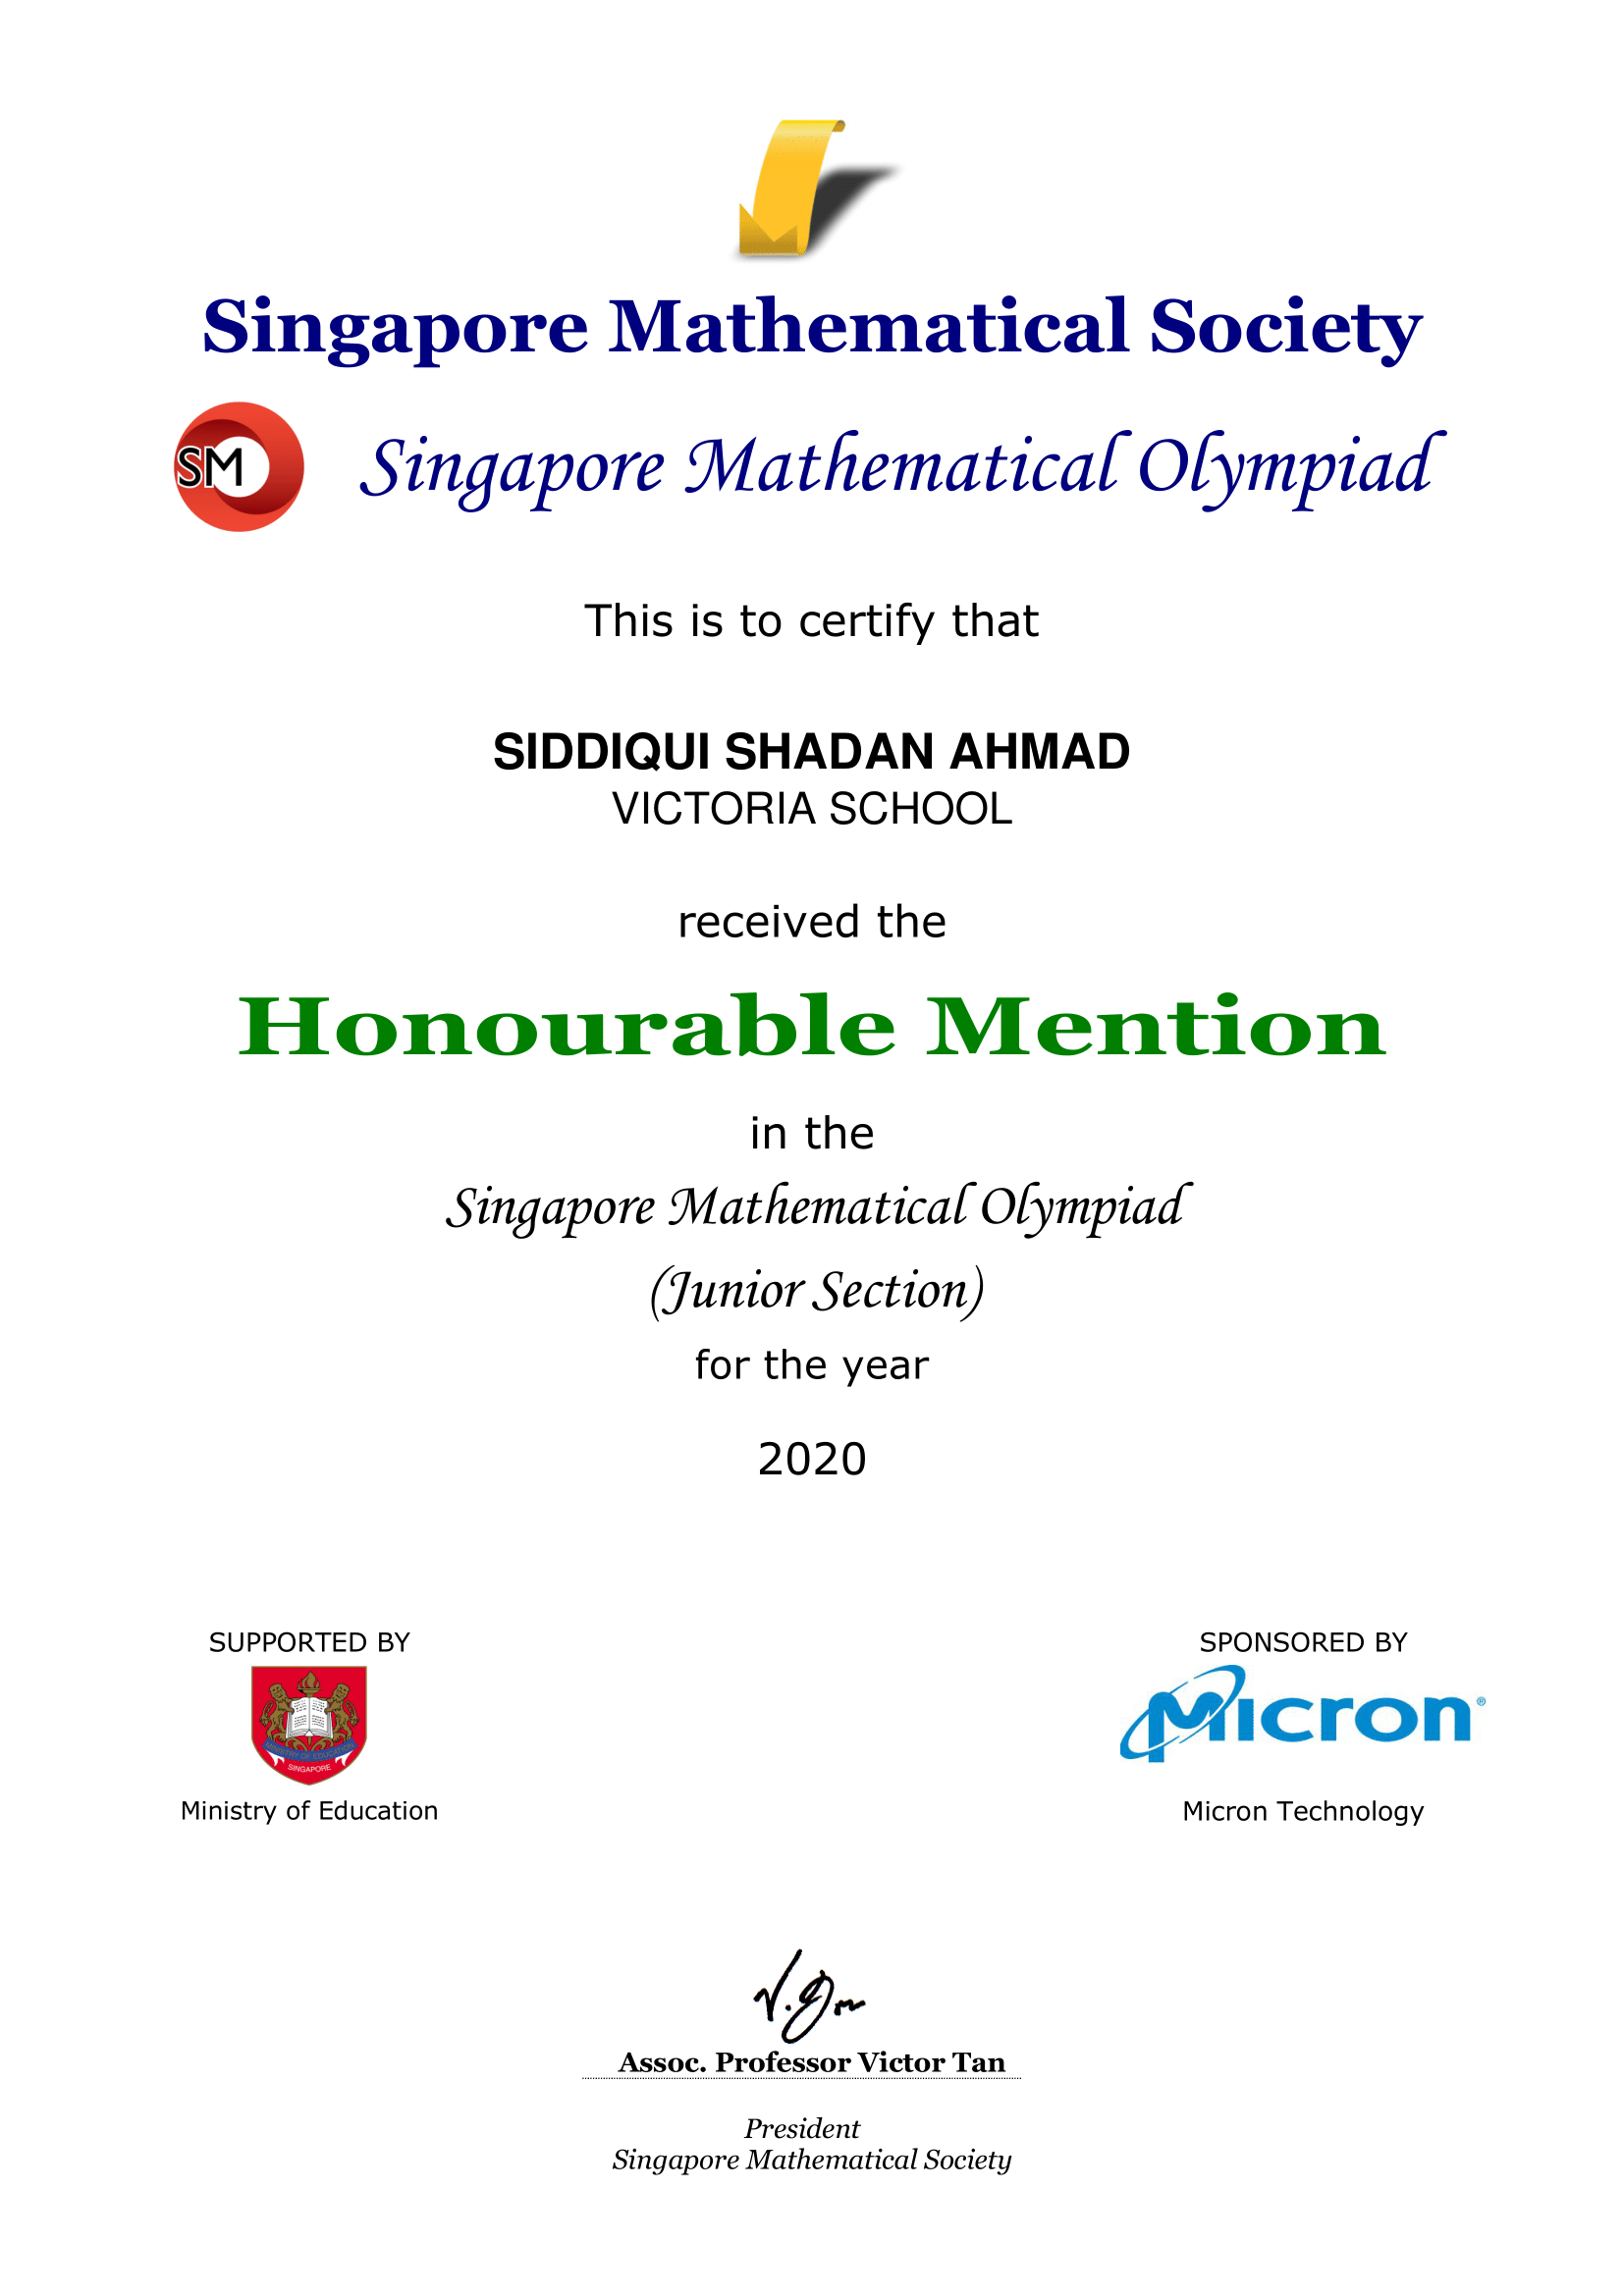 Singapore Mathematical Society
SM
Singapore Mathematical Olympiad
This is to certify that
SIDDIQUI SHADAN AHMAD
VICTORIA SCHOOL
received the
Honourable Mention
in the
Singapore Mathematical Olympiad
(Junior Section)
for the year
2020
SUPPORTED BY
MINISTRY OF EDUCATION
SINGAPORE
Ministry of Education
SPONSORED BY
Micron®
Micron Technology
Assoc. Professor Victor Tan
President
Singapore Mathematical Society